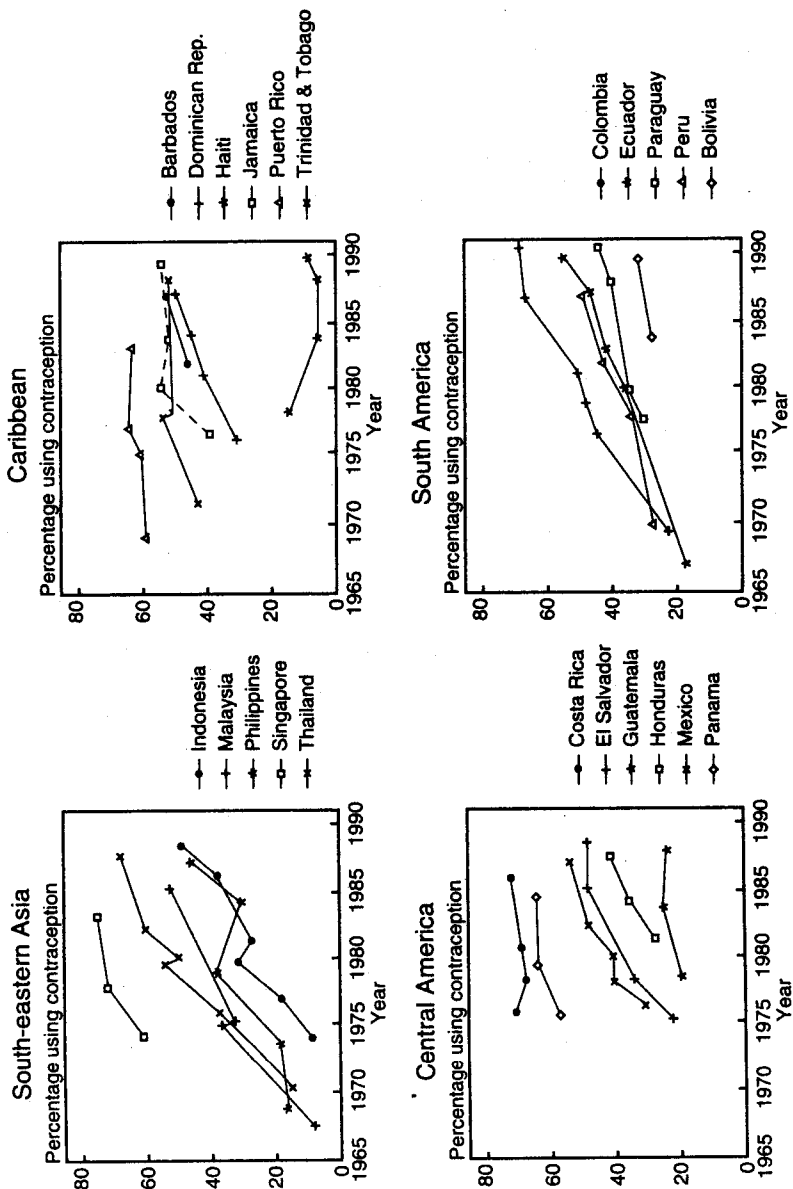 South-eastern Asia
Percentage using contraception
80
60
40
20
0
1965 1970 1975 1980 1985 1990
Year
Indonesia
Malaysia
Philippines
Singapore
Thailand
Caribbean
Percentage using contraception
80
60
40
20
0
1965 1970 1975 1980 1985 1990
Year
Barbados
Dominican Rep.
Haiti
Jamaica
Puerto Rico
Trinidad & Tobago
Central America
Percentage using contraception
80
60
40
20
0
1965 1970 1975 1980 1985 1990
Year
Costa Rica
El Salvador
Guatemala
Honduras
Mexico
Panama
South America
Percentage using contraception
80
60
40
20
0
1965 1970 1975 1980 1985 1990
Year
Colombia
Ecuador
Paraguay
Peru
Bolivia